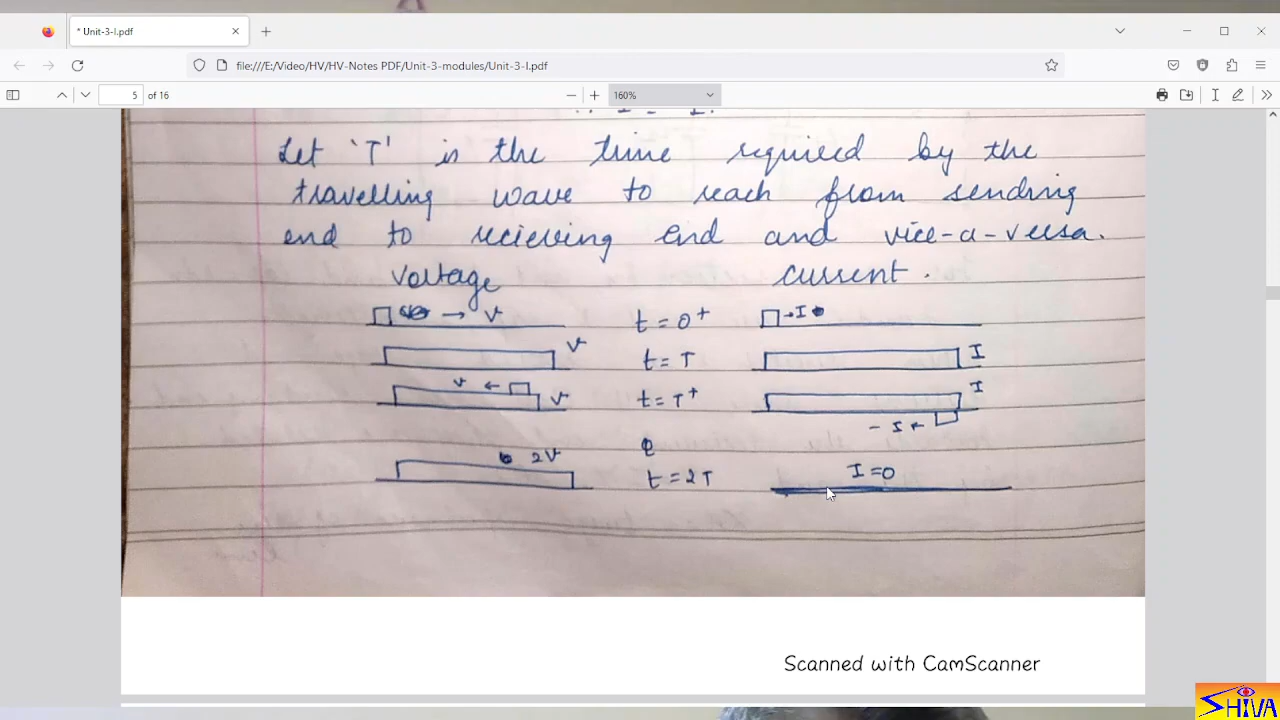 * Unit-3-I.pdf
file:///E:/Video/HV/HV-Notes PDF/Unit-3-modules/Unit-3-I.pdf
5 of 16
160%
Let 'T' is the time required by the
travelling wave to reach from sending
end to recieving end and vice-a-versa.
voltage current.
→ V t = 0+ → I
V t = T I
V ← V t = T+ I
- I ←
2V t = 2T I = 0
Scanned with CamScanner
SHIVA